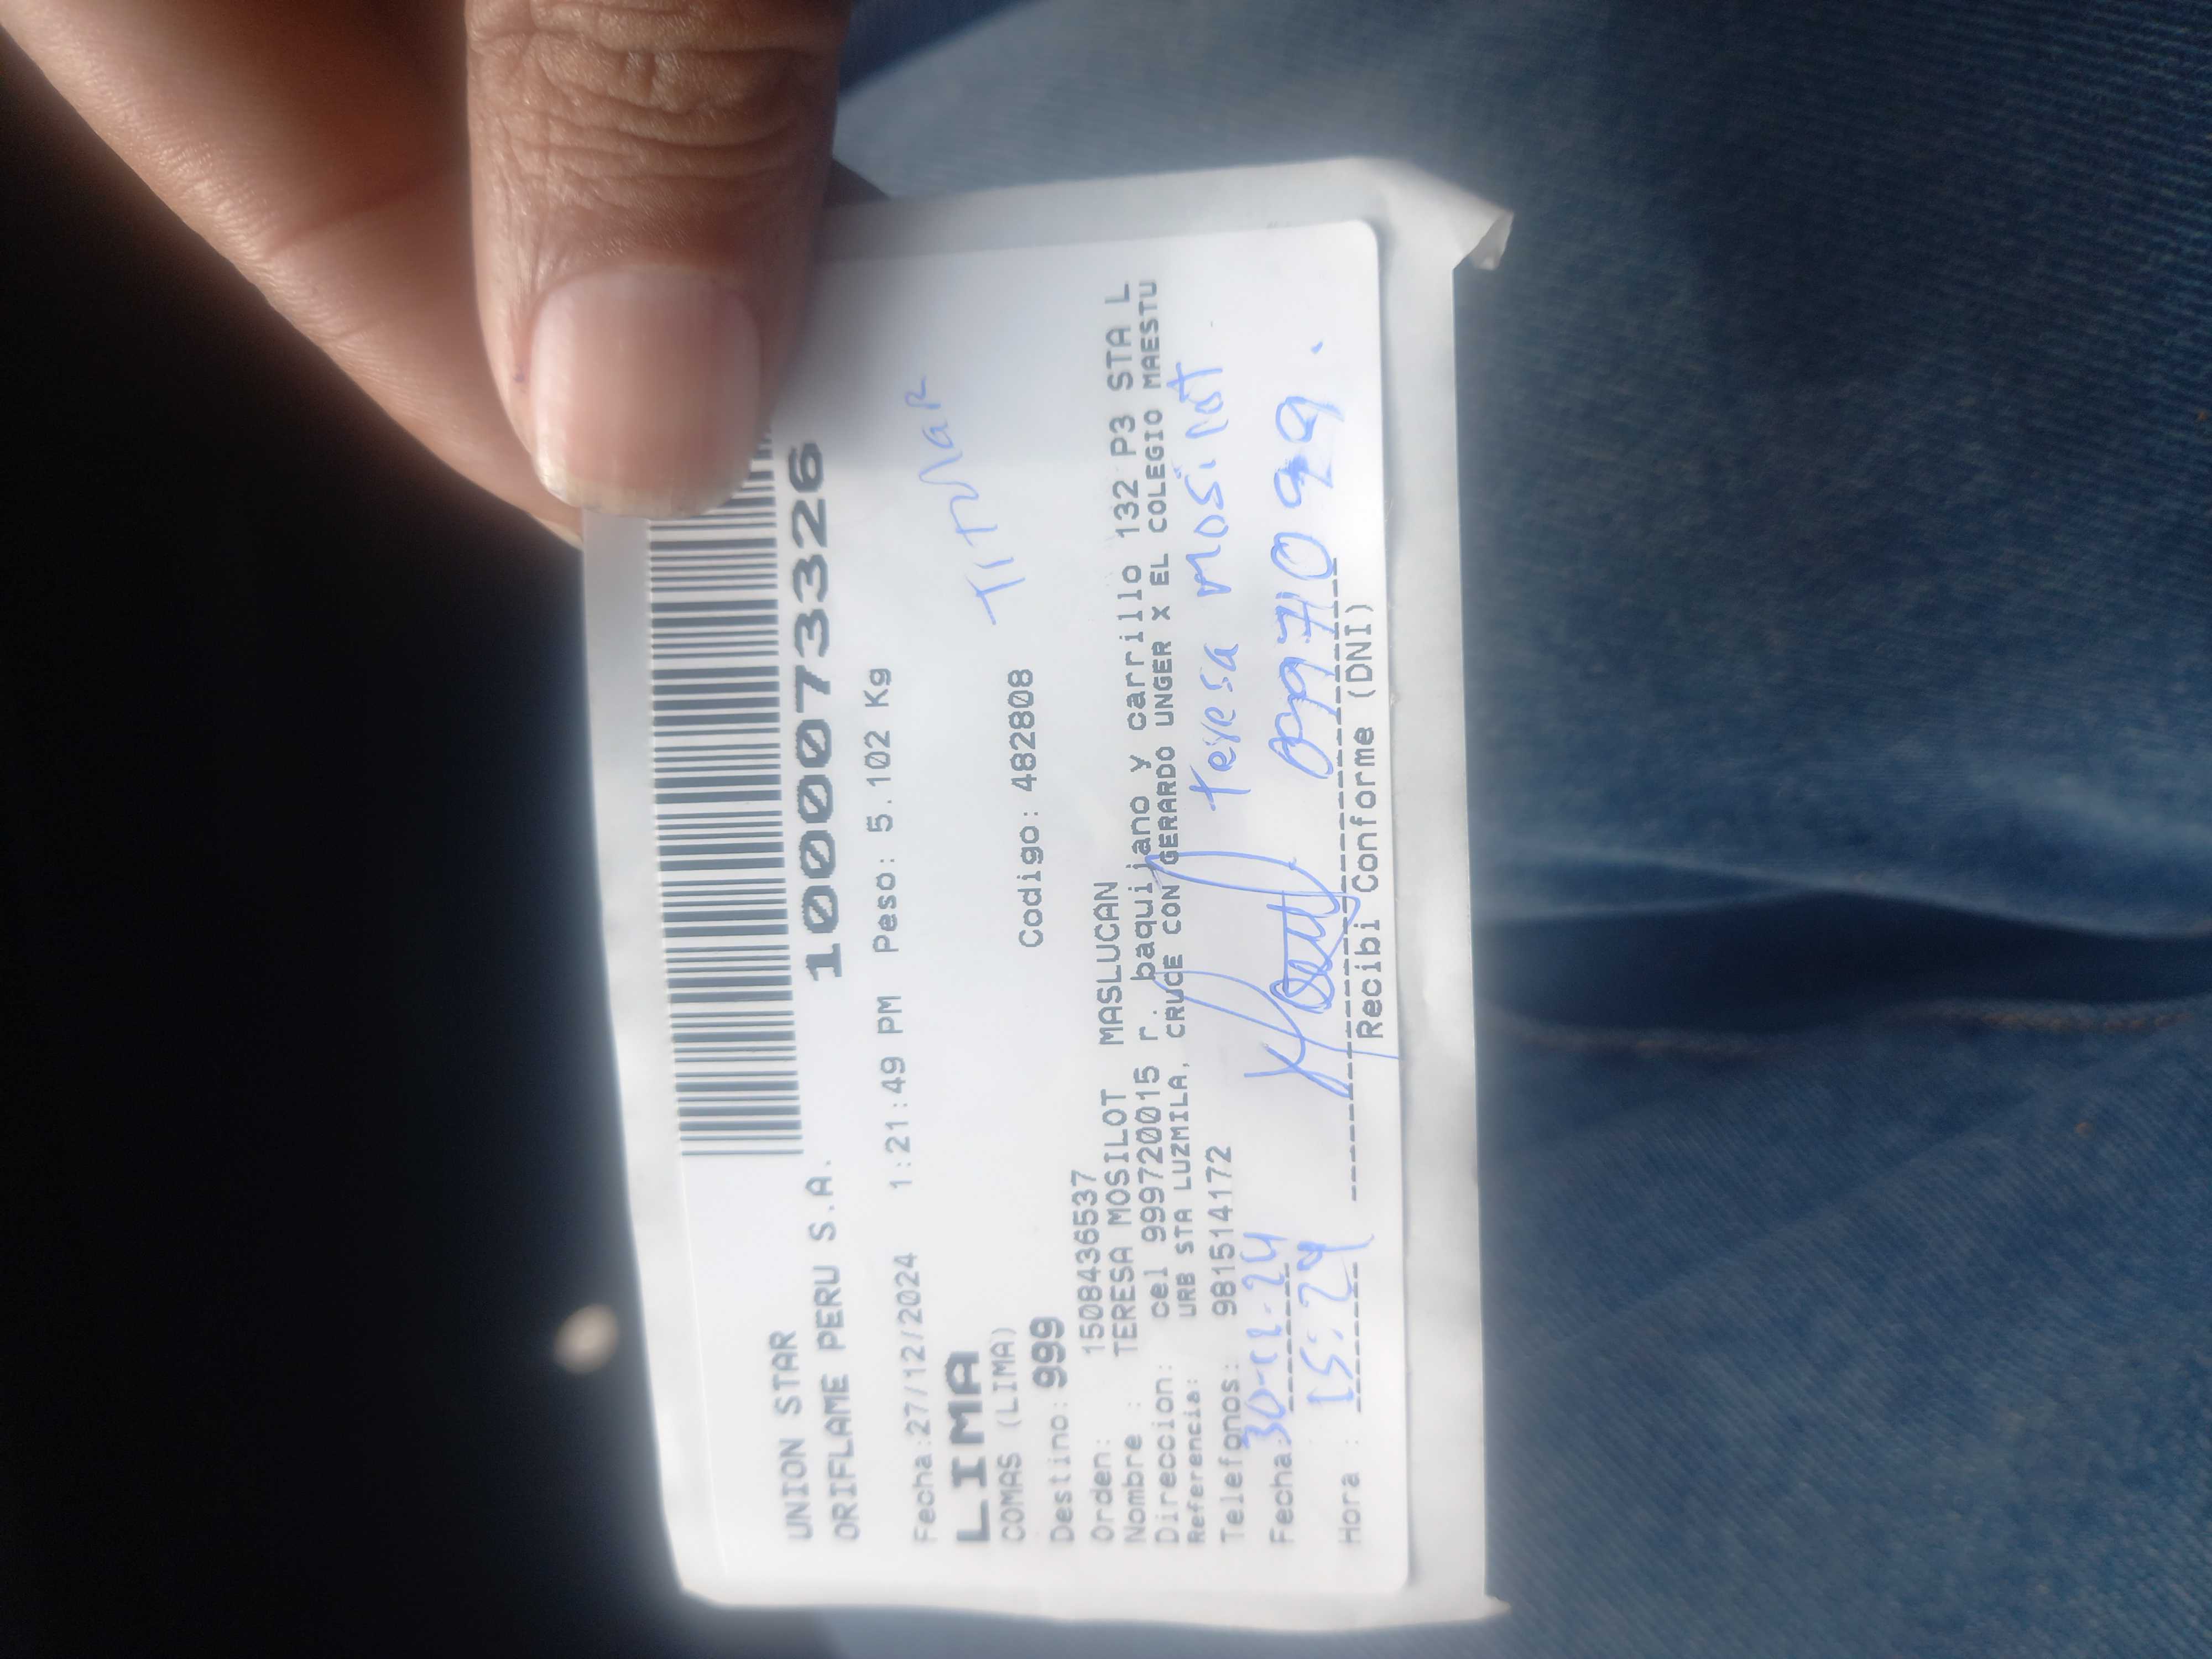 UNION STAR
ORIFLAME PERU S.A.
10000733326
Fecha:27/12/2024 1:21:49 PM Peso: 5.102 Kg
LIMA
TITULAR
COMAS (LIMA)
Destino: 999 Codigo: 482808
Orden: 1508436537
Nombre : TERESA MOSILOT MASLUCAN
Direccion: cel 999720015 r. baquijano y carrillo 132 P3 STA L
Referencia: URB STA LUZMILA, CRUCE CON GERARDO UNGER X EL COLEGIO MAESTU
Telefonos: 981514172
teresa mosilot
Fecha: 30-12-24
Hora : 15:24
Recibi Conforme (DNI)